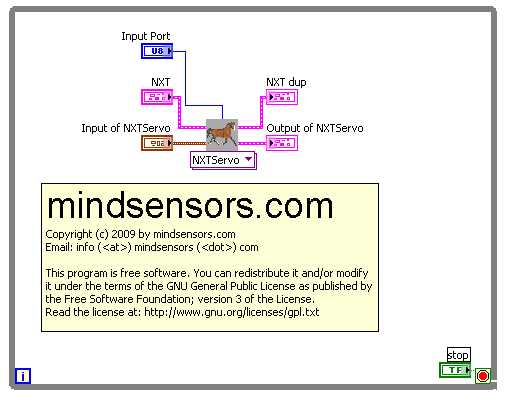 Input Port
U8
NXT
NXT dup
Input of NXTServo
Output of NXTServo
NXTServo
mindsensors.com
Copyright (c) 2009 by mindsensors.com
Email: info (<at>) mindsensors (<dot>) com
This program is free software. You can redistribute it and/or modify
it under the terms of the GNU General Public License as published by
the Free Software Foundation; version 3 of the License.
Read the license at: http://www.gnu.org/licenses/gpl.txt
stop
TF
i